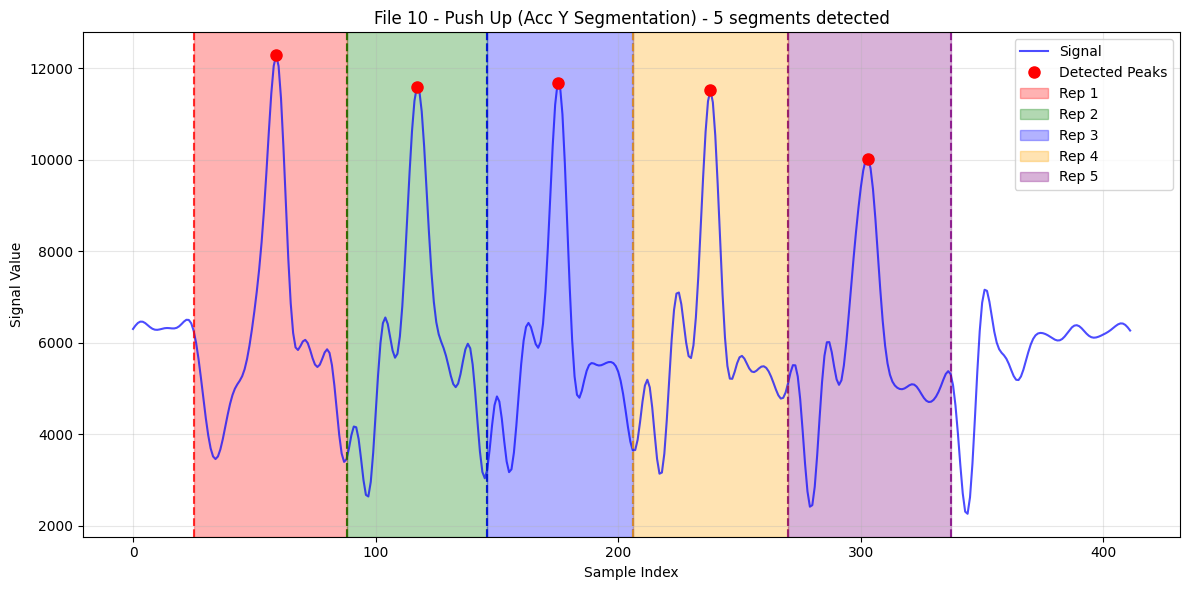 File 10 - Push Up (Acc Y Segmentation) - 5 segments detected
Signal Value
12000
10000
8000
6000
4000
2000
Signal
Detected Peaks
Rep 1
Rep 2
Rep 3
Rep 4
Rep 5
0
100
200
300
400
Sample Index